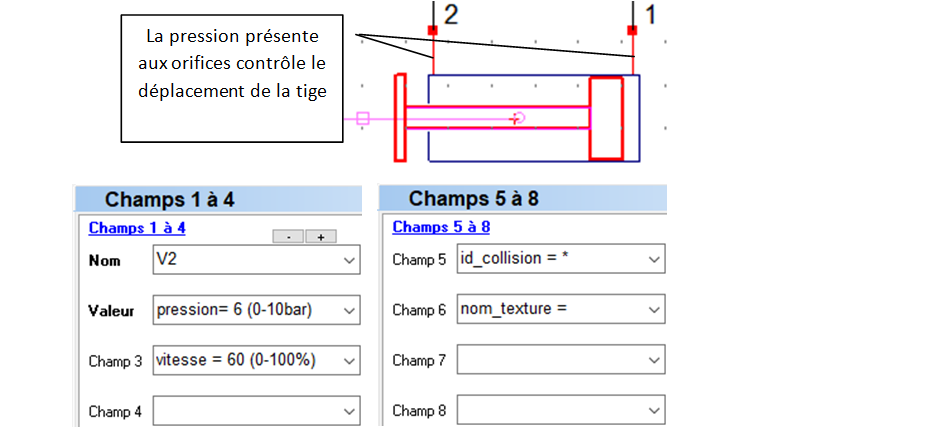 La pression présente
aux orifices contrôle le
déplacement de la tige
2
1
Champs 1 à 4
Champs 1 à 4
- +
Nom V2
Valeur pression= 6 (0-10bar)
Champ 3 vitesse = 60 (0-100%)
Champ 4
Champs 5 à 8
Champs 5 à 8
Champ 5 id_collision = *
Champ 6 nom_texture =
Champ 7
Champ 8